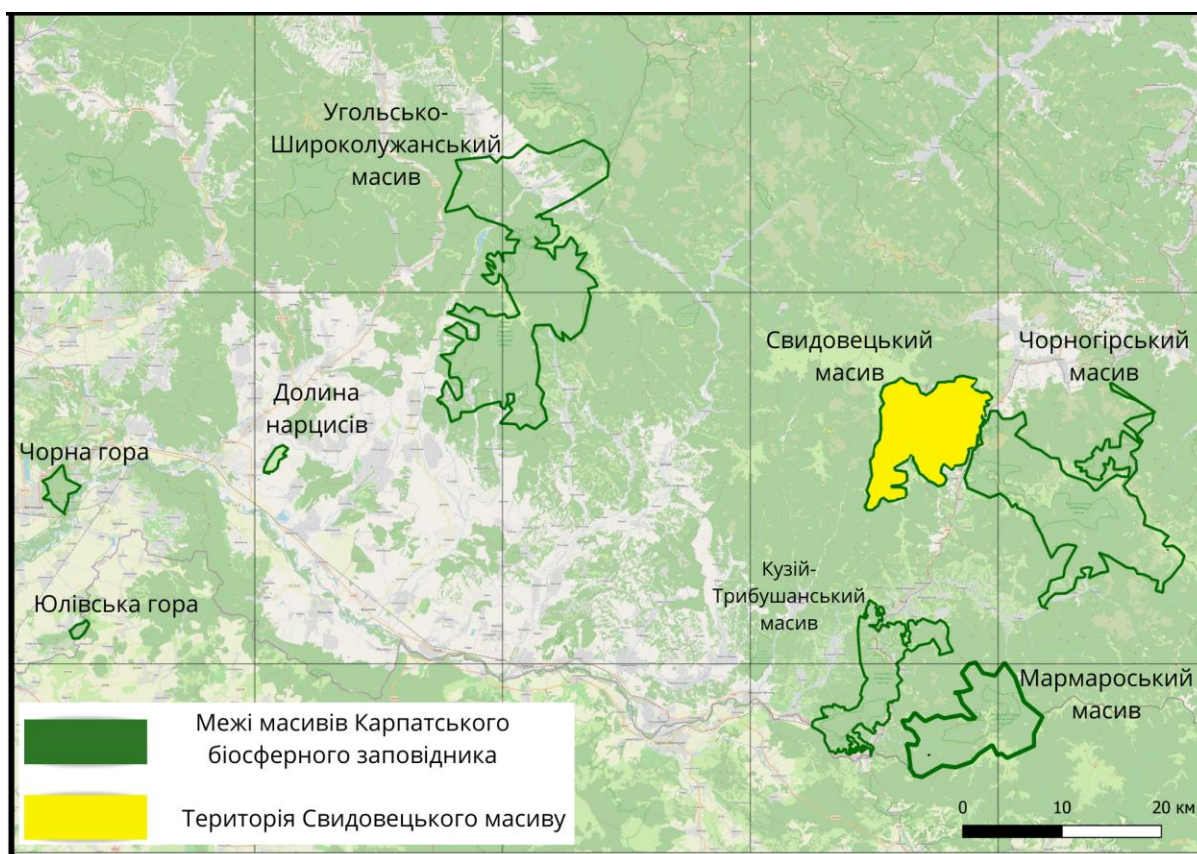 Угольсько-
Широколужанський
масив
Свидовецький
масив
Чорногірський
масив
Долина
нарцисів
Чорна гора
Кузій-
Трибушанський
масив
Юлівська гора
Мармароський
масив
Межі масивів Карпатського
біосферного заповідника
Територія Свидовецького масиву
0 10 20 км